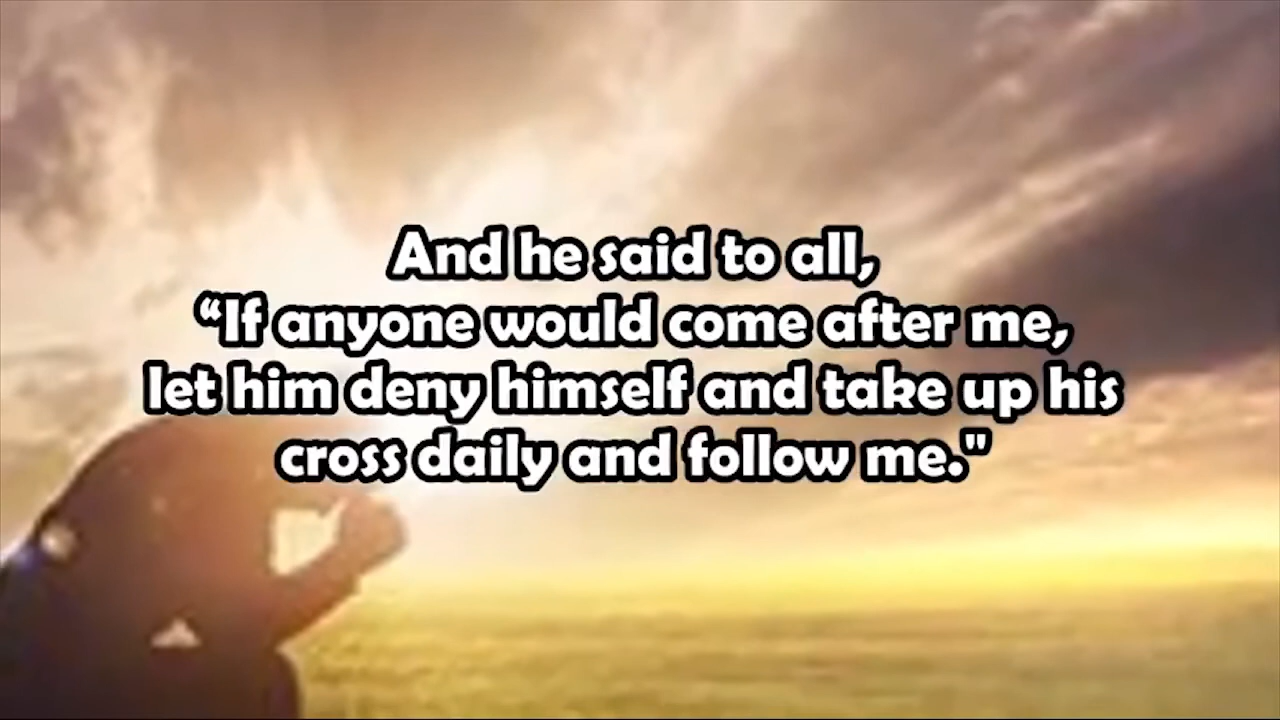 And he said to all,
“If anyone would come after me,
let him deny himself and take up his
cross daily and follow me."